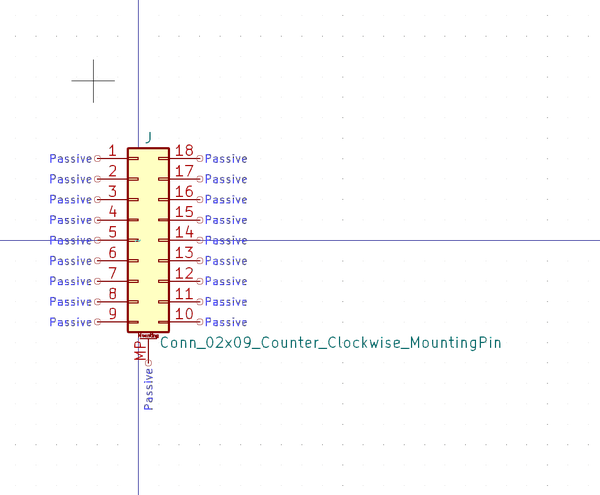 J
Passive 1 18 Passive
Passive 2 17 Passive
Passive 3 16 Passive
Passive 4 15 Passive
Passive 5 14 Passive
Passive 6 13 Passive
Passive 7 12 Passive
Passive 8 11 Passive
Passive 9 10 Passive
MP
Conn_02x09_Counter_Clockwise_MountingPin
Passive